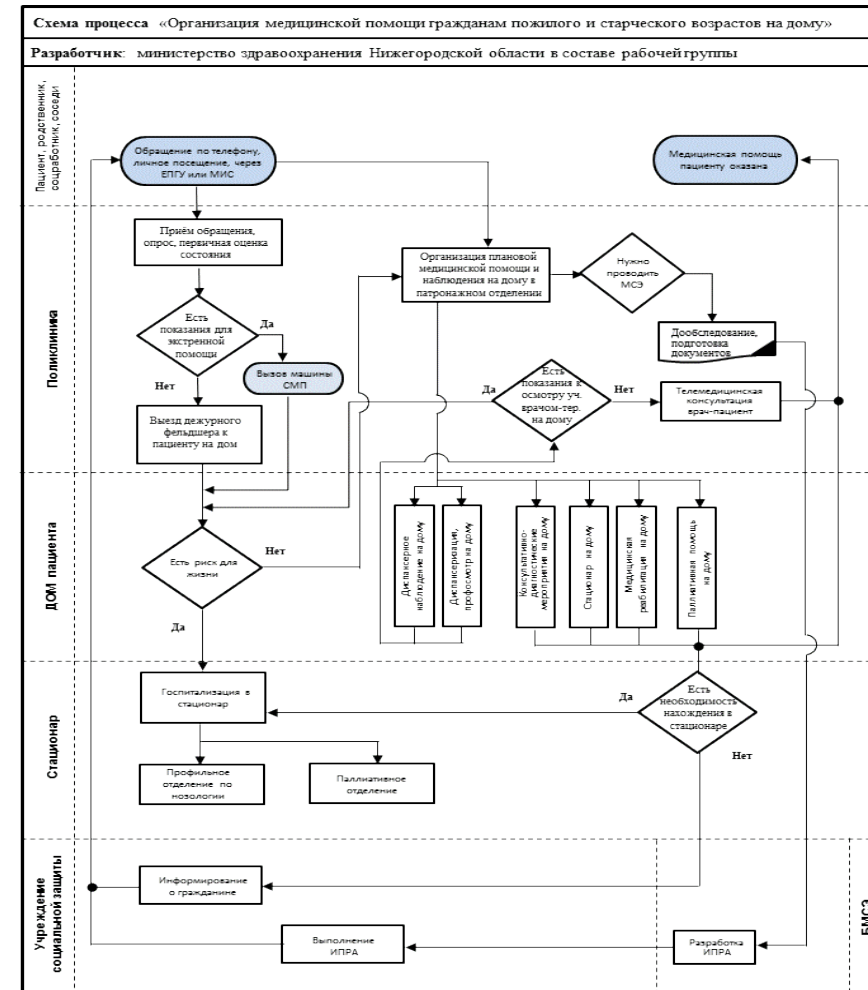 Схема процесса «Организация медицинской помощи гражданам пожилого и старческого возрастов на дому»
Разработчик: министерство здравоохранения Нижегородской области в составе рабочей группы
Пациент, родственник,
соцработник, соседи
Обращение по телефону,
личное посещение, через
ЕПГУ или МИС
Медицинская помощь
пациенту оказана
Поликлиника
Приём обращения,
опрос, первичная оценка
состояния
Организация плановой
медицинской помощи и
наблюдения на дому в
патронажном отделении
Нужно
проводить
МСЭ
Есть
показания для
экстренной
помощи
Да
Нет
Вызов машины
СМП
Дообследование,
подготовка
документов
Выезд дежурного
фельдшера к
пациенту на дом
Да
Есть
показания к
осмотру уч.
врачом-тер.
на дому
Нет
Телемедицинская
консультация
врач-пациент
ДОМ пациента
Есть риск для
жизни
Нет
Да
Диспансерное
наблюдение на дому
Диспансеризация,
профосмотр на дому
Консультативно-
диагностические
мероприятия на дому
Стационар на дому
Медицинская
реабилитация на дому
Паллиативная помощь
на дому
Стационар
Госпитализация в
стационар
Да
Есть
необходимость
нахождения в
стационаре
Нет
Профильное
отделение по
нозологии
Паллиативное
отделение
Учреждение
социальной защиты
Информирование
о гражданине
Выполнение
ИПРА
Разработка
ИПРА
БМСЭ